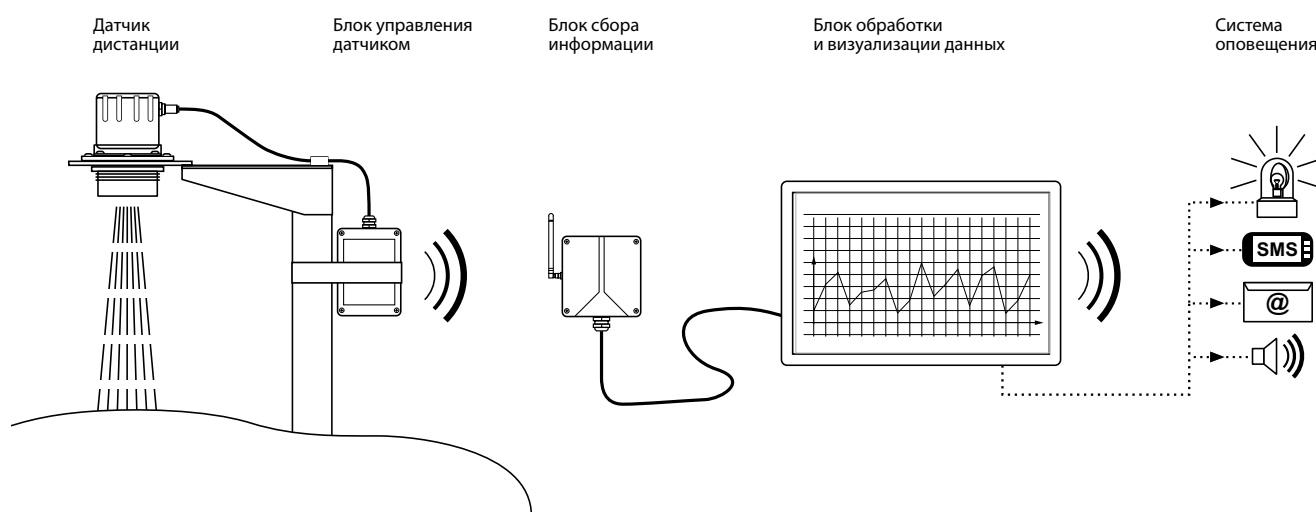 Датчик
дистанции
Блок управления
датчиком
Блок сбора
информации
Блок обработки
и визуализации данных
Система
оповещения
SMS
@